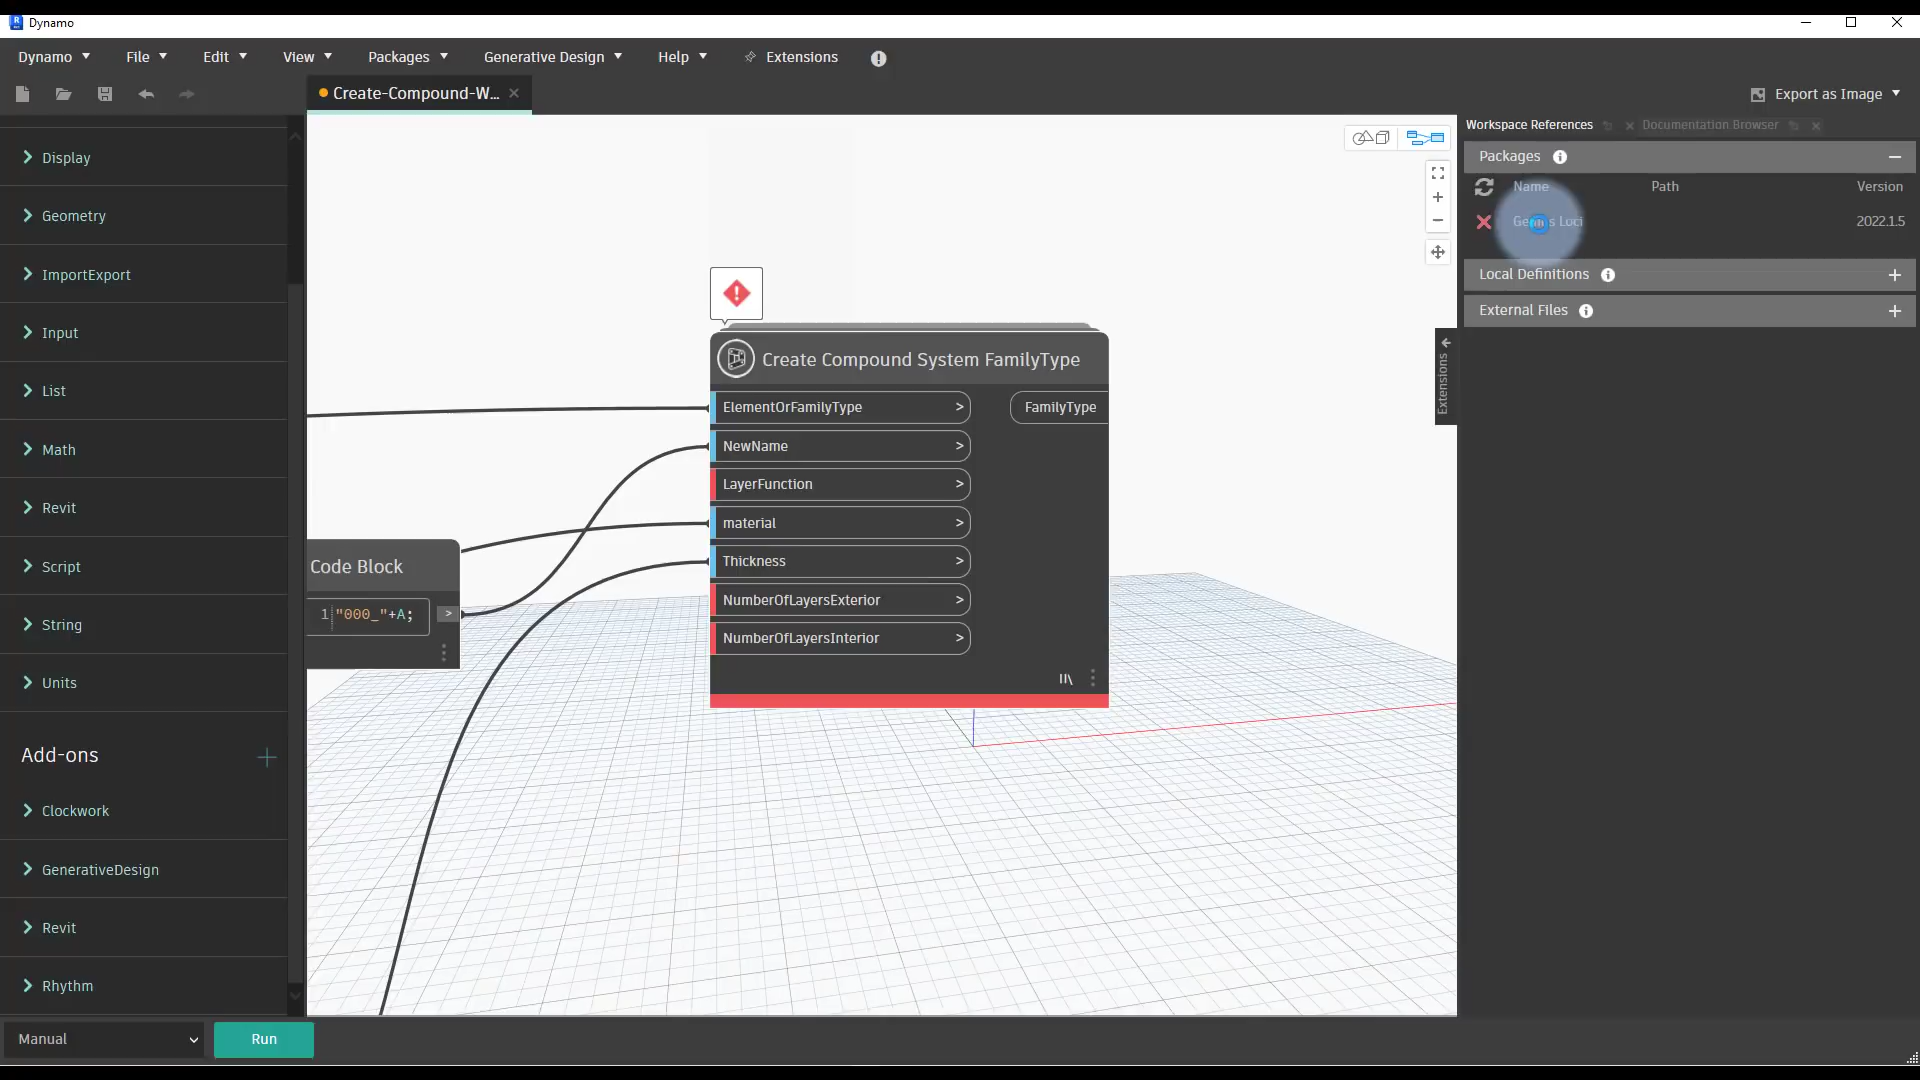 Dynamo
Dynamo File Edit View Packages Generative Design Help Extensions
Create-Compound-W...
Export as Image
Display
Geometry
ImportExport
Input
List
Math
Revit
Script
String
Units
Add-ons
Clockwork
GenerativeDesign
Revit
Rhythm
Manual
Run
Code Block
1 "000_"+A;
>
Create Compound System FamilyType
ElementOrFamilyType >
FamilyType
NewName >
LayerFunction >
material >
Thickness >
NumberOfLayersExterior >
NumberOfLayersInterior >
Extensions
Workspace References
Documentation Browser
Packages
Name Path Version
Loci 2022.1.5
Local Definitions
External Files